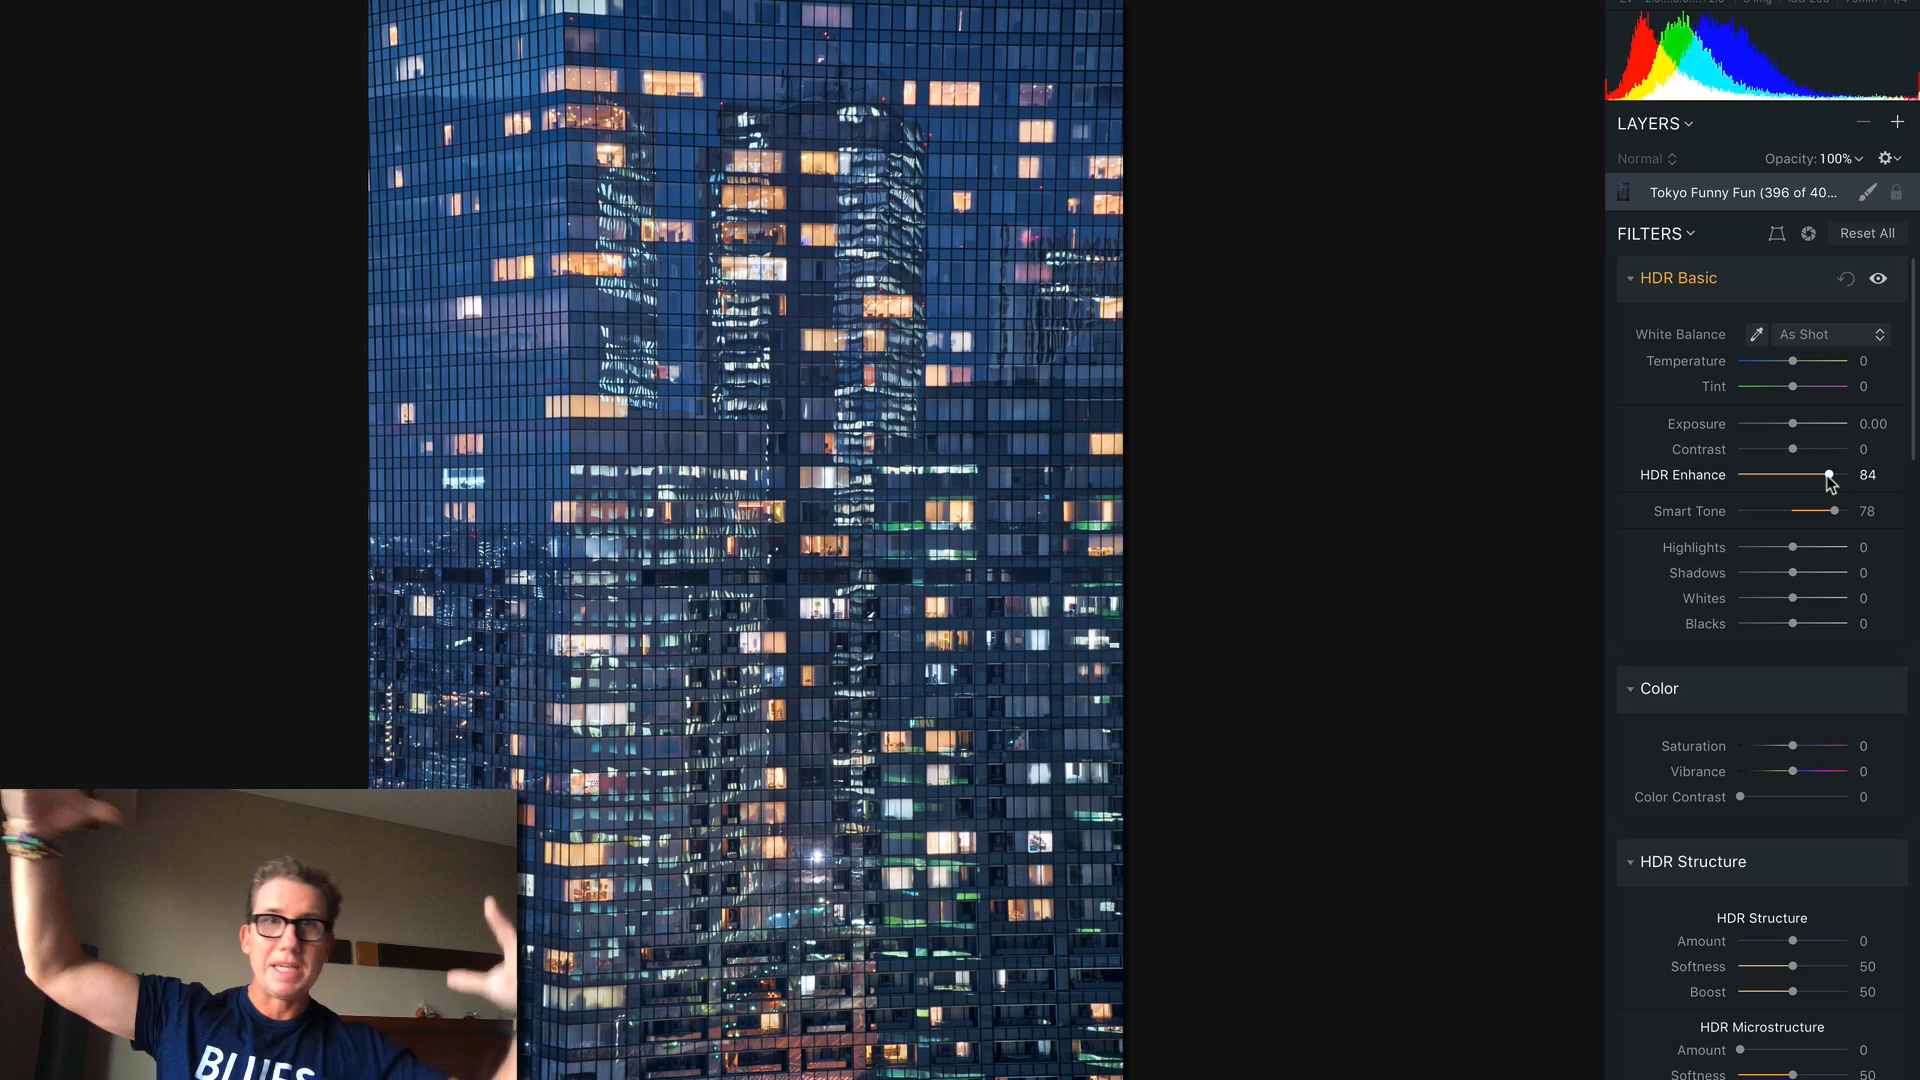 LAYERS
Normal Opacity: 100%
Tokyo Funny Fun (396 of 40...
FILTERS Reset All
HDR Basic
White Balance As Shot
Temperature 0
Tint 0
Exposure 0.00
Contrast 0
HDR Enhance 84
Smart Tone 78
Highlights 0
Shadows 0
Whites 0
Blacks 0
Color
Saturation 0
Vibrance 0
Color Contrast 0
HDR Structure
HDR Structure
Amount 0
Softness 50
Boost 50
HDR Microstructure
Amount 0
Softness 50
BLUES